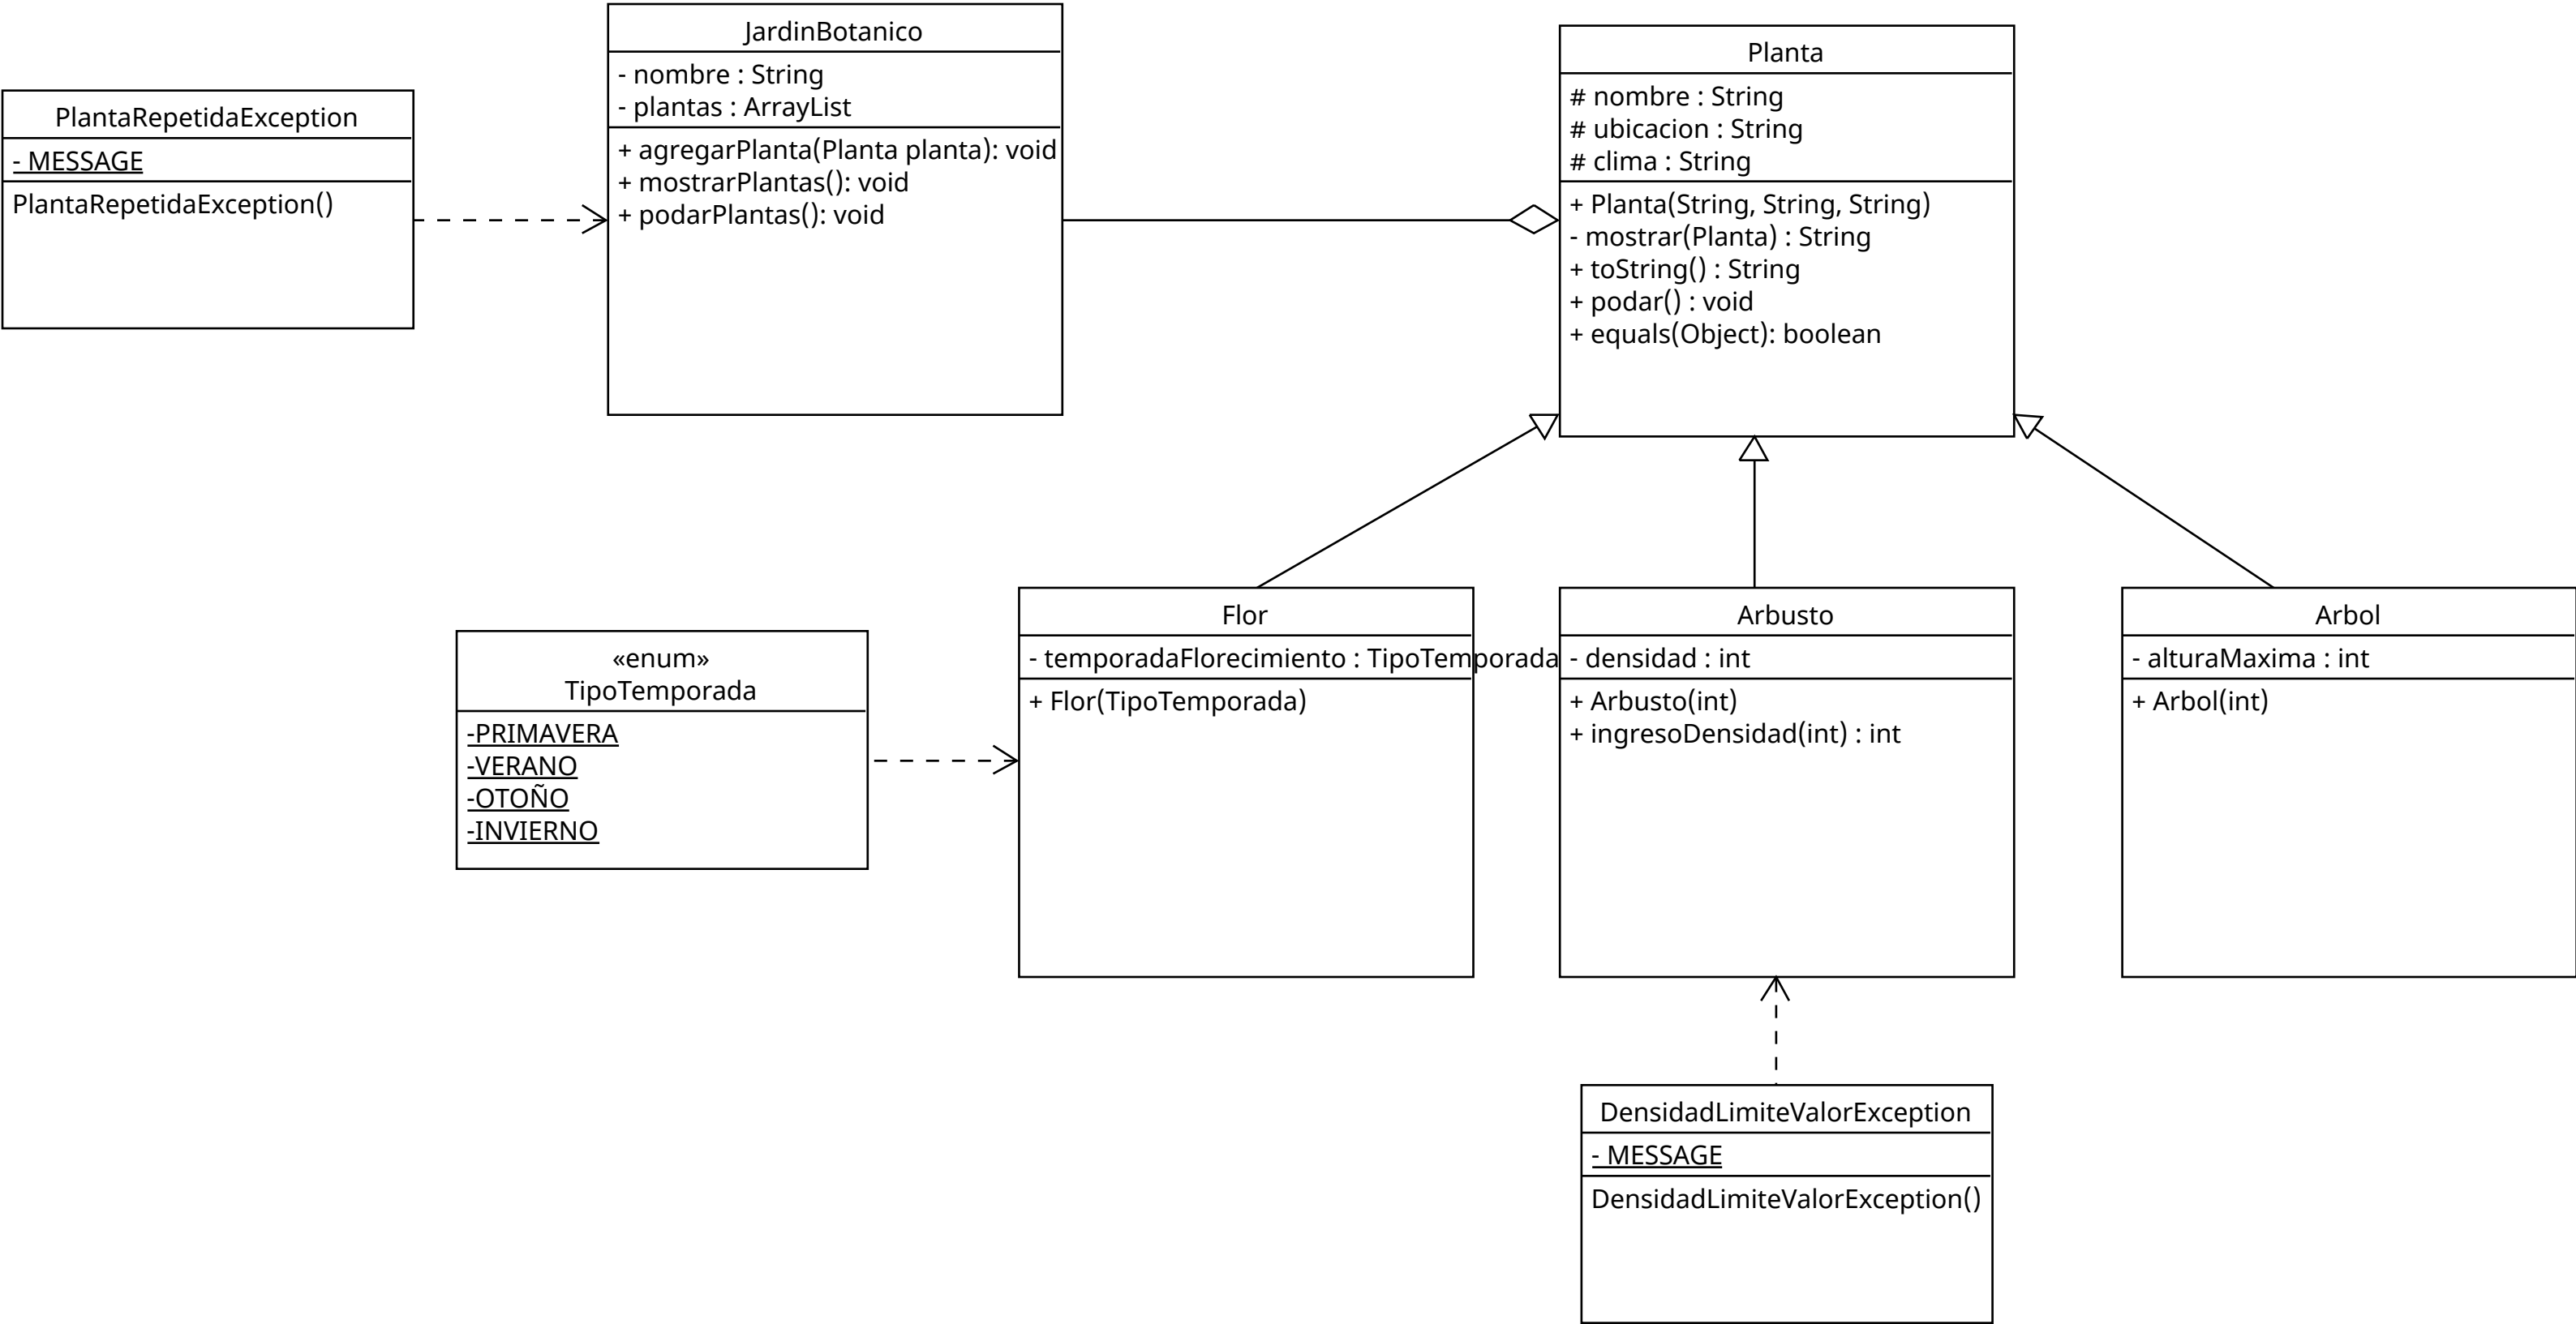 JardinBotanico
- nombre : String
- plantas : ArrayList
+ agregarPlanta(Planta planta): void
+ mostrarPlantas(): void
+ podarPlantas(): void
Planta
# nombre : String
# ubicacion : String
# clima : String
+ Planta(String, String, String)
- mostrar(Planta) : String
+ toString() : String
+ podar() : void
+ equals(Object): boolean
PlantaRepetidaException
- MESSAGE
PlantaRepetidaException()
«enum»
TipoTemporada
-PRIMAVERA
-VERANO
-OTOÑO
-INVIERNO
Flor
- temporadaFlorecimiento : TipoTemporada
+ Flor(TipoTemporada)
Arbusto
- densidad : int
+ Arbusto(int)
+ ingresoDensidad(int) : int
Arbol
- alturaMaxima : int
+ Arbol(int)
DensidadLimiteValorException
- MESSAGE
DensidadLimiteValorException()